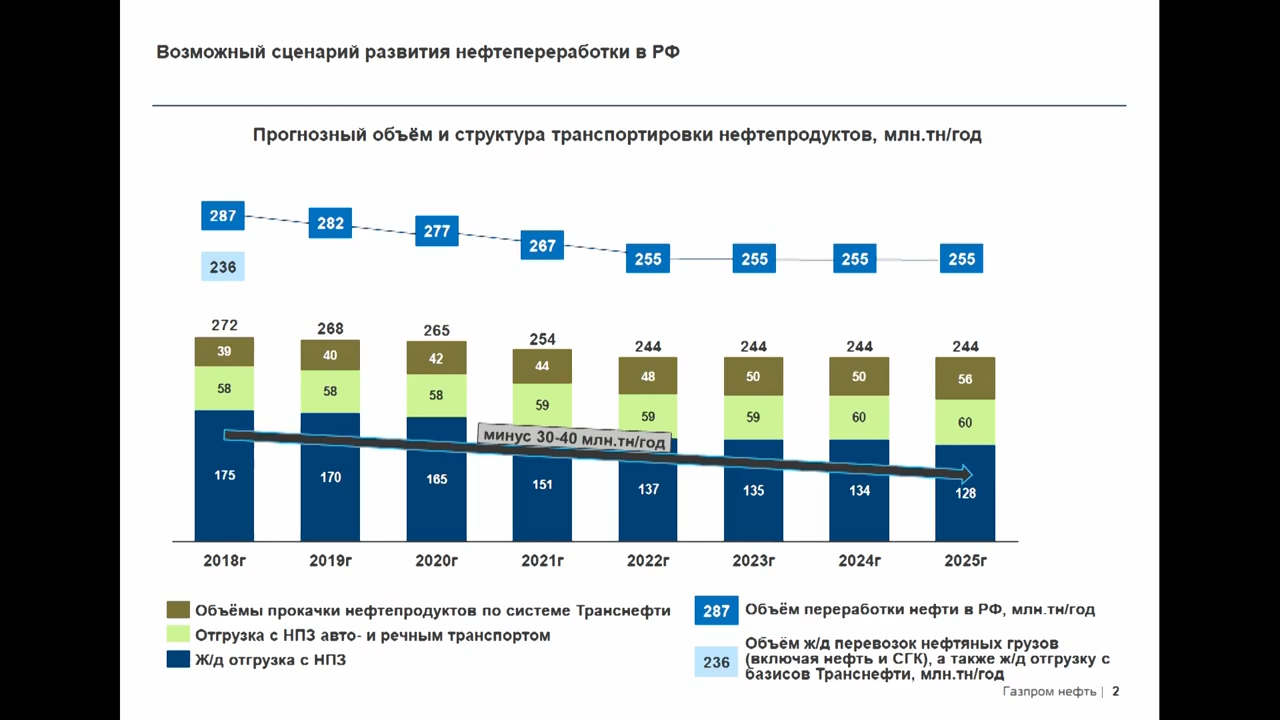 Возможный сценарий развития нефтепереработки в РФ
Прогнозный объём и структура транспортировки нефтепродуктов, млн.тн/год
287
282
277
267
255
255
255
255
236
272
268
265
254
244
244
244
244
39
40
42
44
48
50
50
56
58
58
58
59
59
59
60
60
минус 30-40 млн.тн/год
175
170
165
151
137
135
134
128
2018г
2019г
2020г
2021г
2022г
2023г
2024г
2025г
Объёмы прокачки нефтепродуктов по системе Транснефти
Отгрузка с НПЗ авто- и речным транспортом
Ж/д отгрузка с НПЗ
287
Объём переработки нефти в РФ, млн.тн/год
236
Объём ж/д перевозок нефтяных грузов
(включая нефть и СГК), а также ж/д отгрузку с
базисов Транснефти, млн.тн/год
Газпром нефть | 2